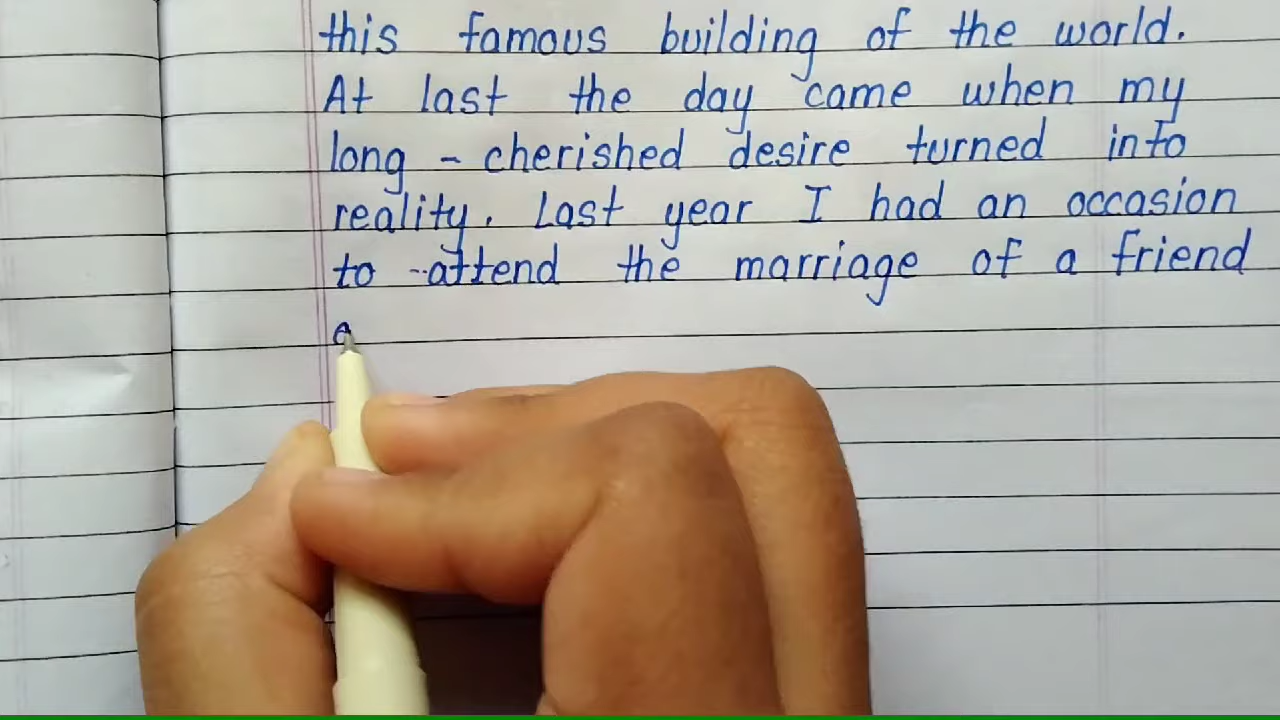 this famous building of the world.
At last the day came when my
long - cherished desire turned into
reality. Last year I had an occasion
to attend the marriage of a friend